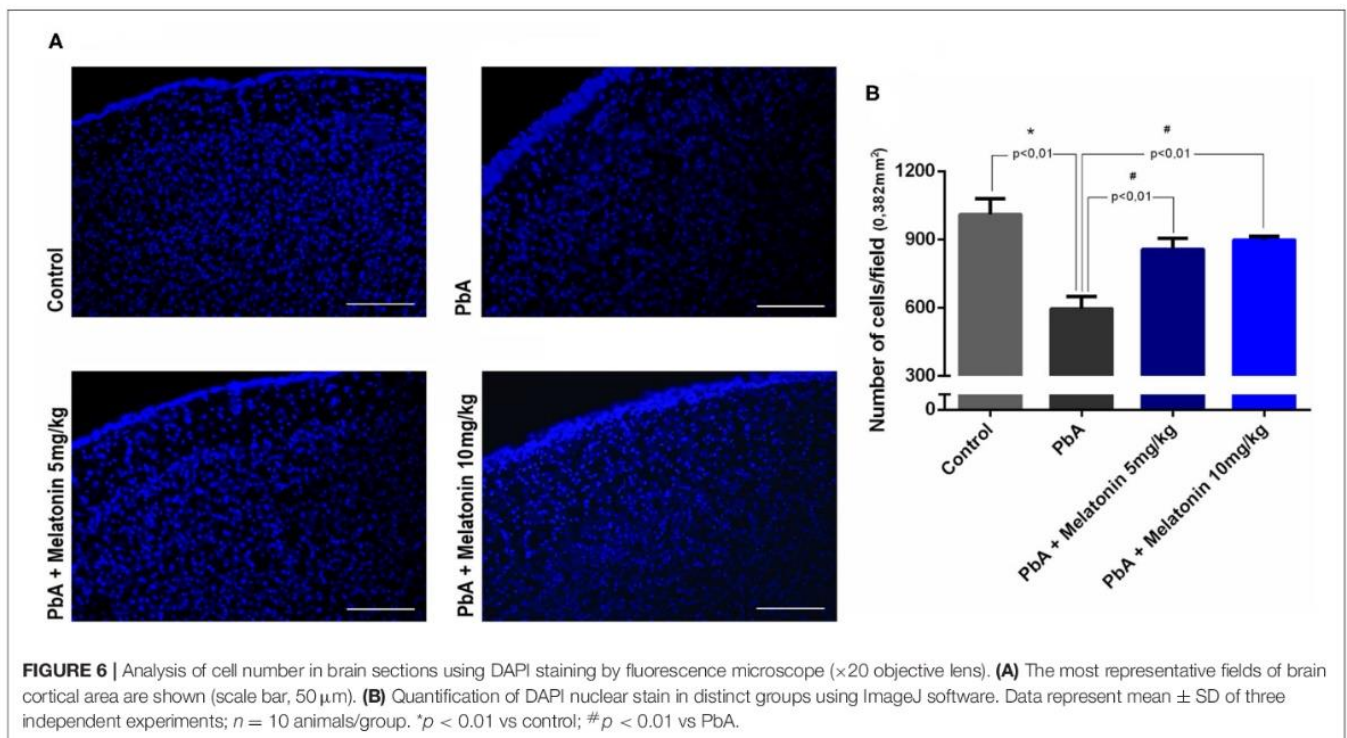 A
Control
PbA
PbA + Melatonin 5mg/kg
PbA + Melatonin 10mg/kg
B
Number of cells/field (0,382mm²)
1200
900
600
300
0
*
p<0,01
#
p<0,01
#
p<0,01
Control
PbA
PbA + Melatonin 5mg/kg
PbA + Melatonin 10mg/kg
FIGURE 6 | Analysis of cell number in brain sections using DAPI staining by fluorescence microscope (×20 objective lens). (A) The most representative fields of brain
cortical area are shown (scale bar, 50 μm). (B) Quantification of DAPI nuclear stain in distinct groups using ImageJ software. Data represent mean ± SD of three
independent experiments; n = 10 animals/group. *p < 0.01 vs control; #p < 0.01 vs PbA.